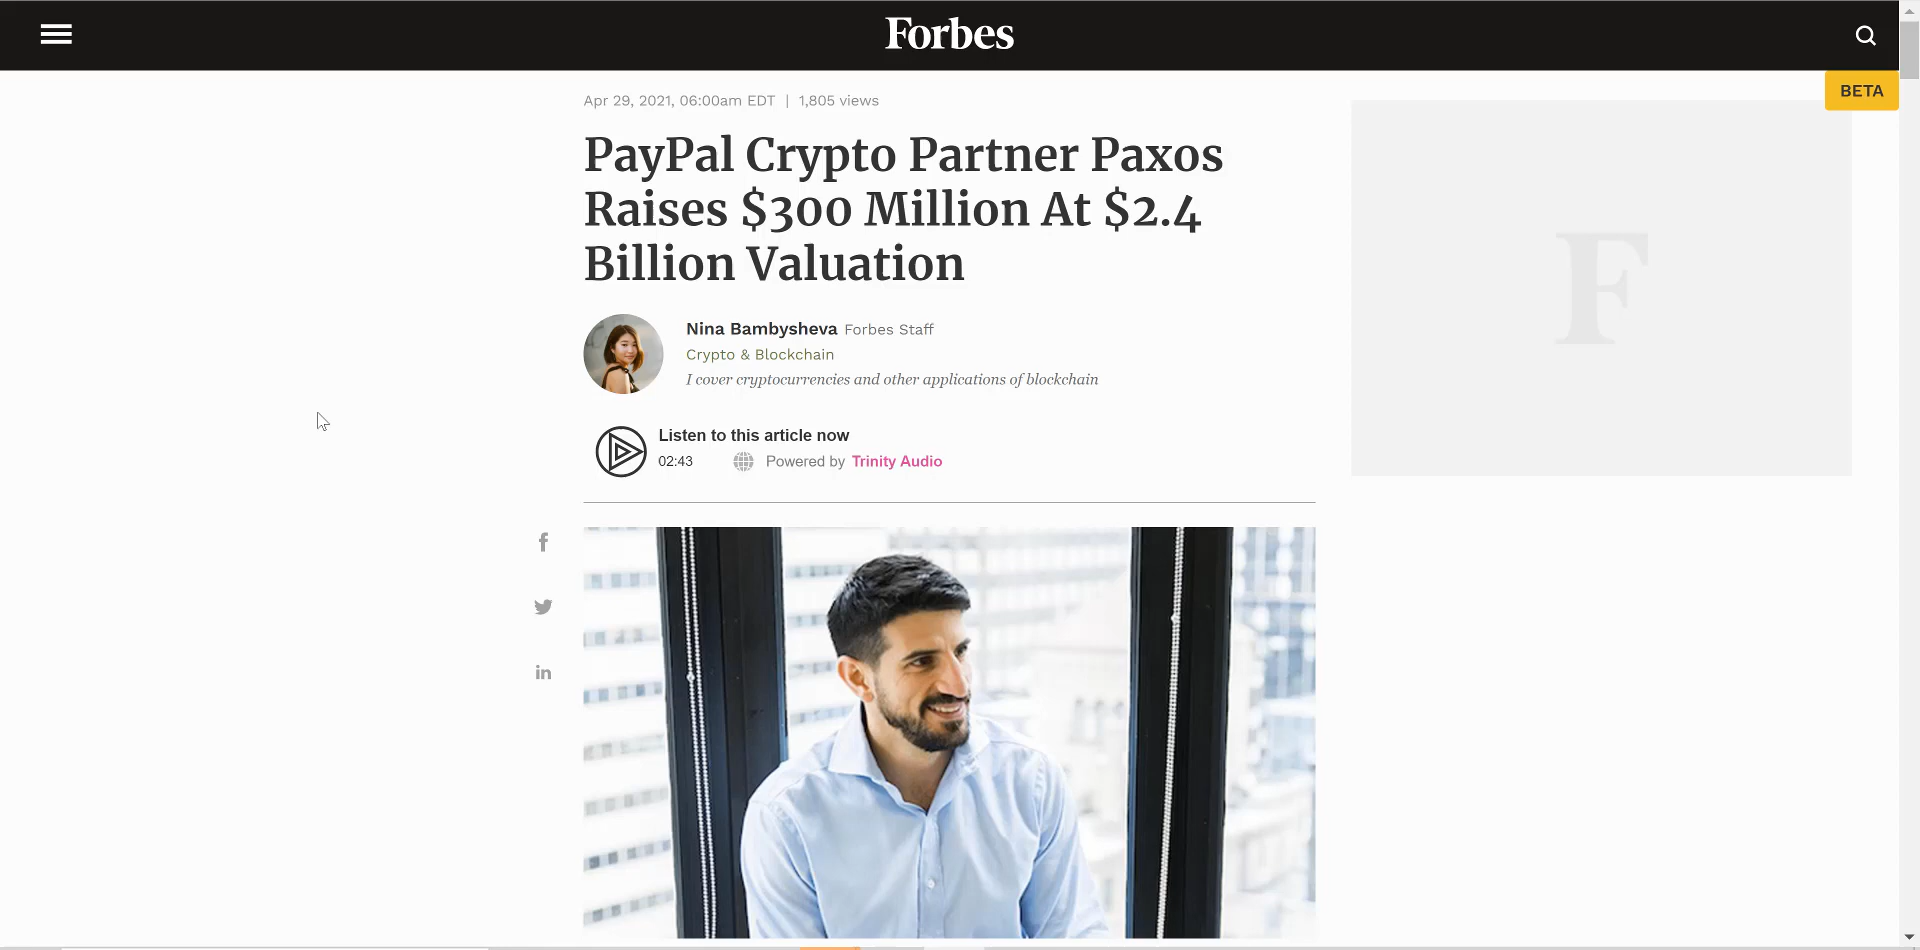 Forbes
BETA
Apr 29, 2021, 06:00am EDT | 1,805 views
PayPal Crypto Partner Paxos
Raises $300 Million At $2.4
Billion Valuation
Nina Bambysheva Forbes Staff
Crypto & Blockchain
I cover cryptocurrencies and other applications of blockchain
Listen to this article now
02:43 Powered by Trinity Audio
F
f
in